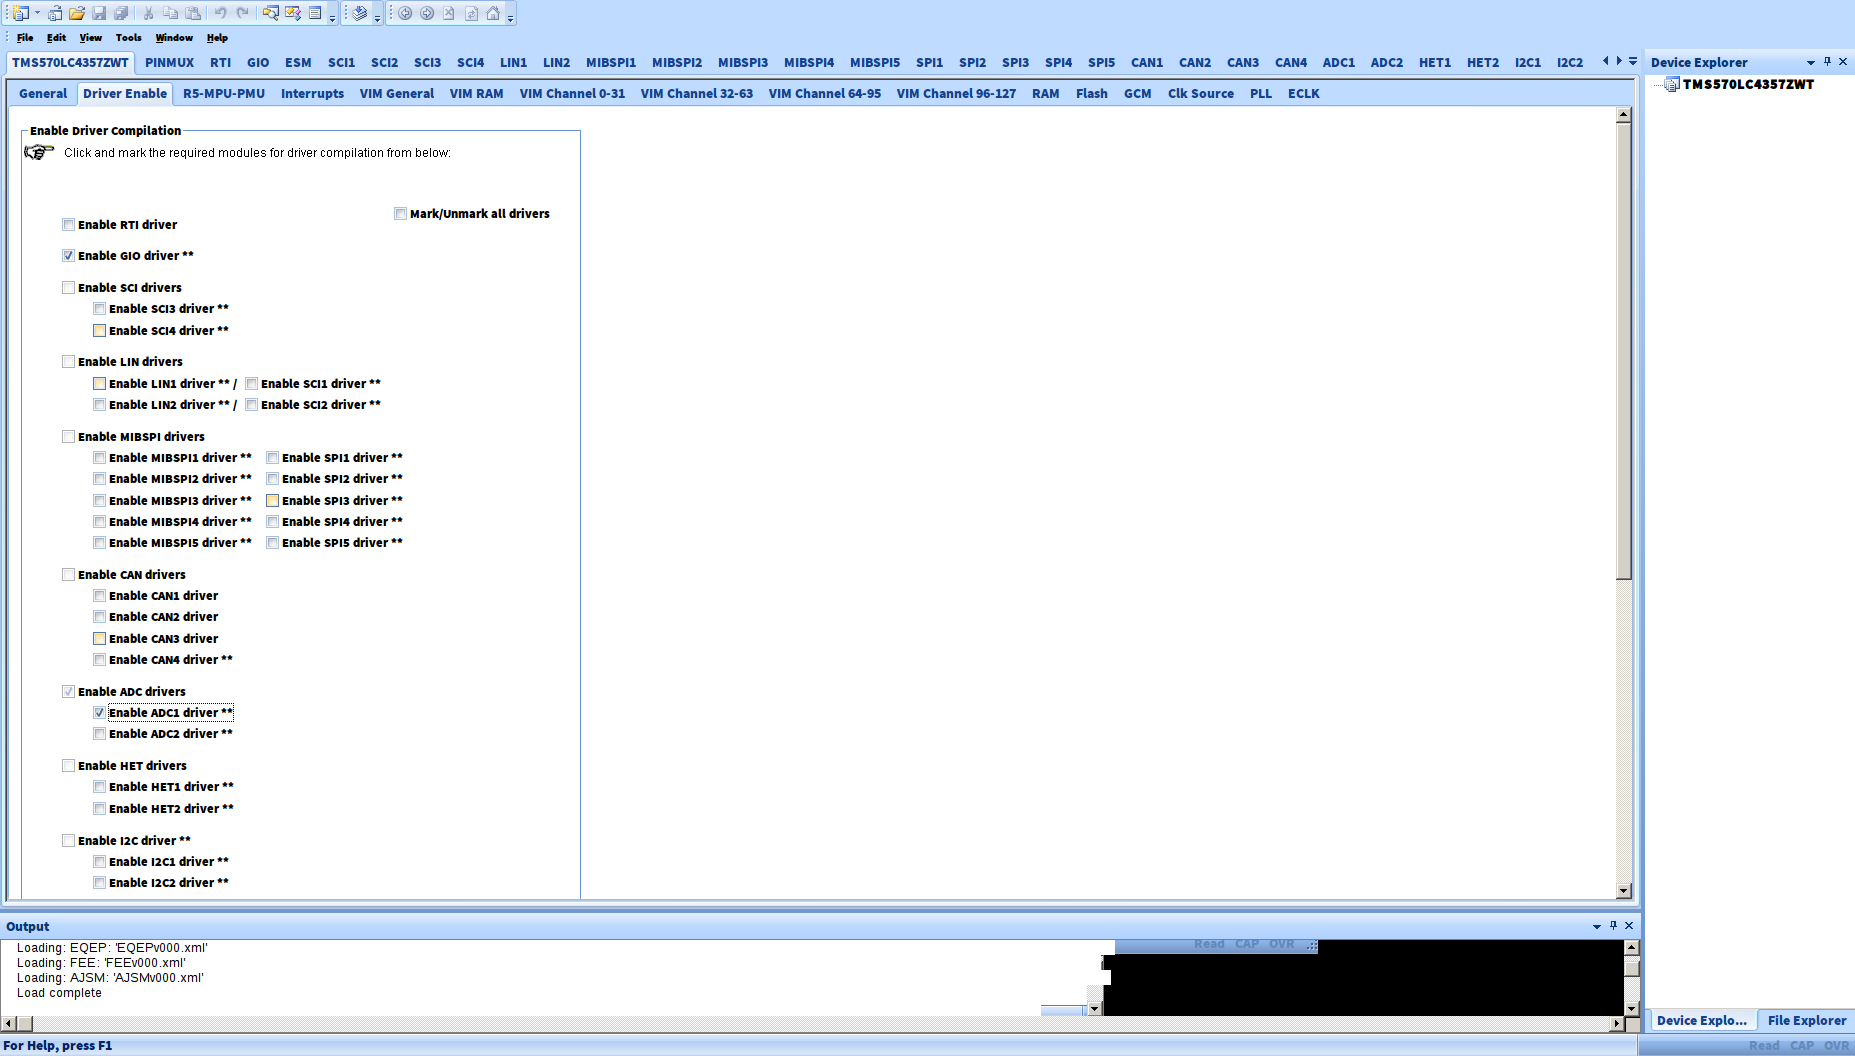 File Edit View Tools Window Help
TMS570LC4357ZWT PINMUX RTI GIO ESM SCI1 SCI2 SCI3 SCI4 LIN1 LIN2 MIBSPI1 MIBSPI2 MIBSPI3 MIBSPI4 MIBSPI5 SPI1 SPI2 SPI3 SPI4 SPI5 CAN1 CAN2 CAN3 CAN4 ADC1 ADC2 HET1 HET2 I2C1 I2C2
Device Explorer
TMS570LC4357ZWT
General Driver Enable R5-MPU-PMU Interrupts VIM General VIM RAM VIM Channel 0-31 VIM Channel 32-63 VIM Channel 64-95 VIM Channel 96-127 RAM Flash GCM Clk Source PLL ECLK
Enable Driver Compilation
Click and mark the required modules for driver compilation from below:
Mark/Unmark all drivers
Enable RTI driver
Enable GIO driver **
Enable SCI drivers
Enable SCI3 driver **
Enable SCI4 driver **
Enable LIN drivers
Enable LIN1 driver ** / Enable SCI1 driver **
Enable LIN2 driver ** / Enable SCI2 driver **
Enable MIBSPI drivers
Enable MIBSPI1 driver ** Enable SPI1 driver **
Enable MIBSPI2 driver ** Enable SPI2 driver **
Enable MIBSPI3 driver ** Enable SPI3 driver **
Enable MIBSPI4 driver ** Enable SPI4 driver **
Enable MIBSPI5 driver ** Enable SPI5 driver **
Enable CAN drivers
Enable CAN1 driver
Enable CAN2 driver
Enable CAN3 driver
Enable CAN4 driver **
Enable ADC drivers
Enable ADC1 driver **
Enable ADC2 driver **
Enable HET drivers
Enable HET1 driver **
Enable HET2 driver **
Enable I2C driver **
Enable I2C1 driver **
Enable I2C2 driver **
Output
Loading: EQEP: 'EQEPv000.xml'
Loading: FEE: 'FEEv000.xml'
Loading: AJSM: 'AJSMv000.xml'
Load complete
Read CAP OVR
Device Explo... File Explorer
For Help, press F1
Read CAP OVR